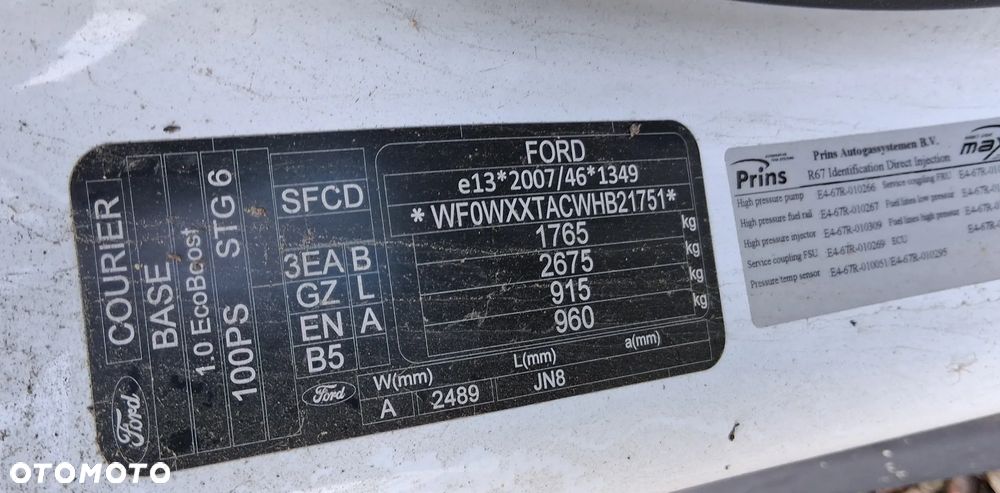 FORD
e13*2007/46*1349
*WF0WXXTACWHB21751*
1765 kg
2675 kg
915 kg
960 kg
COURIER
BASE
1.0 EcoBoost
100PS STG 6
SFCD
3EA B
GZ L
EN A
B5
Ford
Ford
W(mm) L(mm) a(mm)
A 2489 JN8
Prins
Prins Autogassystemen B.V.
R67 Identification Direct Injection
High pressure pump E4-67R-010266 Service coupling FRU
High pressure fuel rail E4-67R-010267 Fuel lines low pressure
High pressure injector E4-67R-010309 Fuel lines high pressure
Service coupling FSU E4-67R-010269 ECU
Pressure temp sensor E4-67R-010051/E4-67R-010295
OTOMOTO